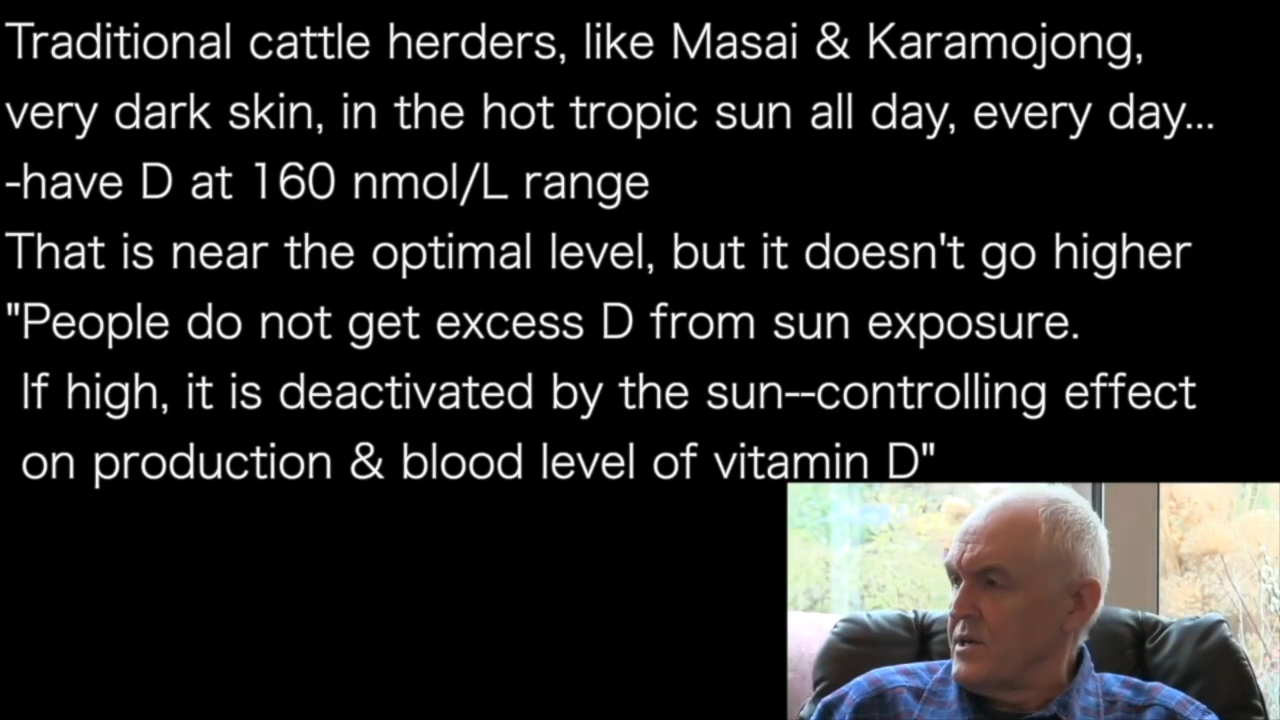 Traditional cattle herders, like Masai & Karamojong,
very dark skin, in the hot tropic sun all day, every day...
-have D at 160 nmol/L range
That is near the optimal level, but it doesn't go higher
"People do not get excess D from sun exposure.
If high, it is deactivated by the sun--controlling effect
on production & blood level of vitamin D"